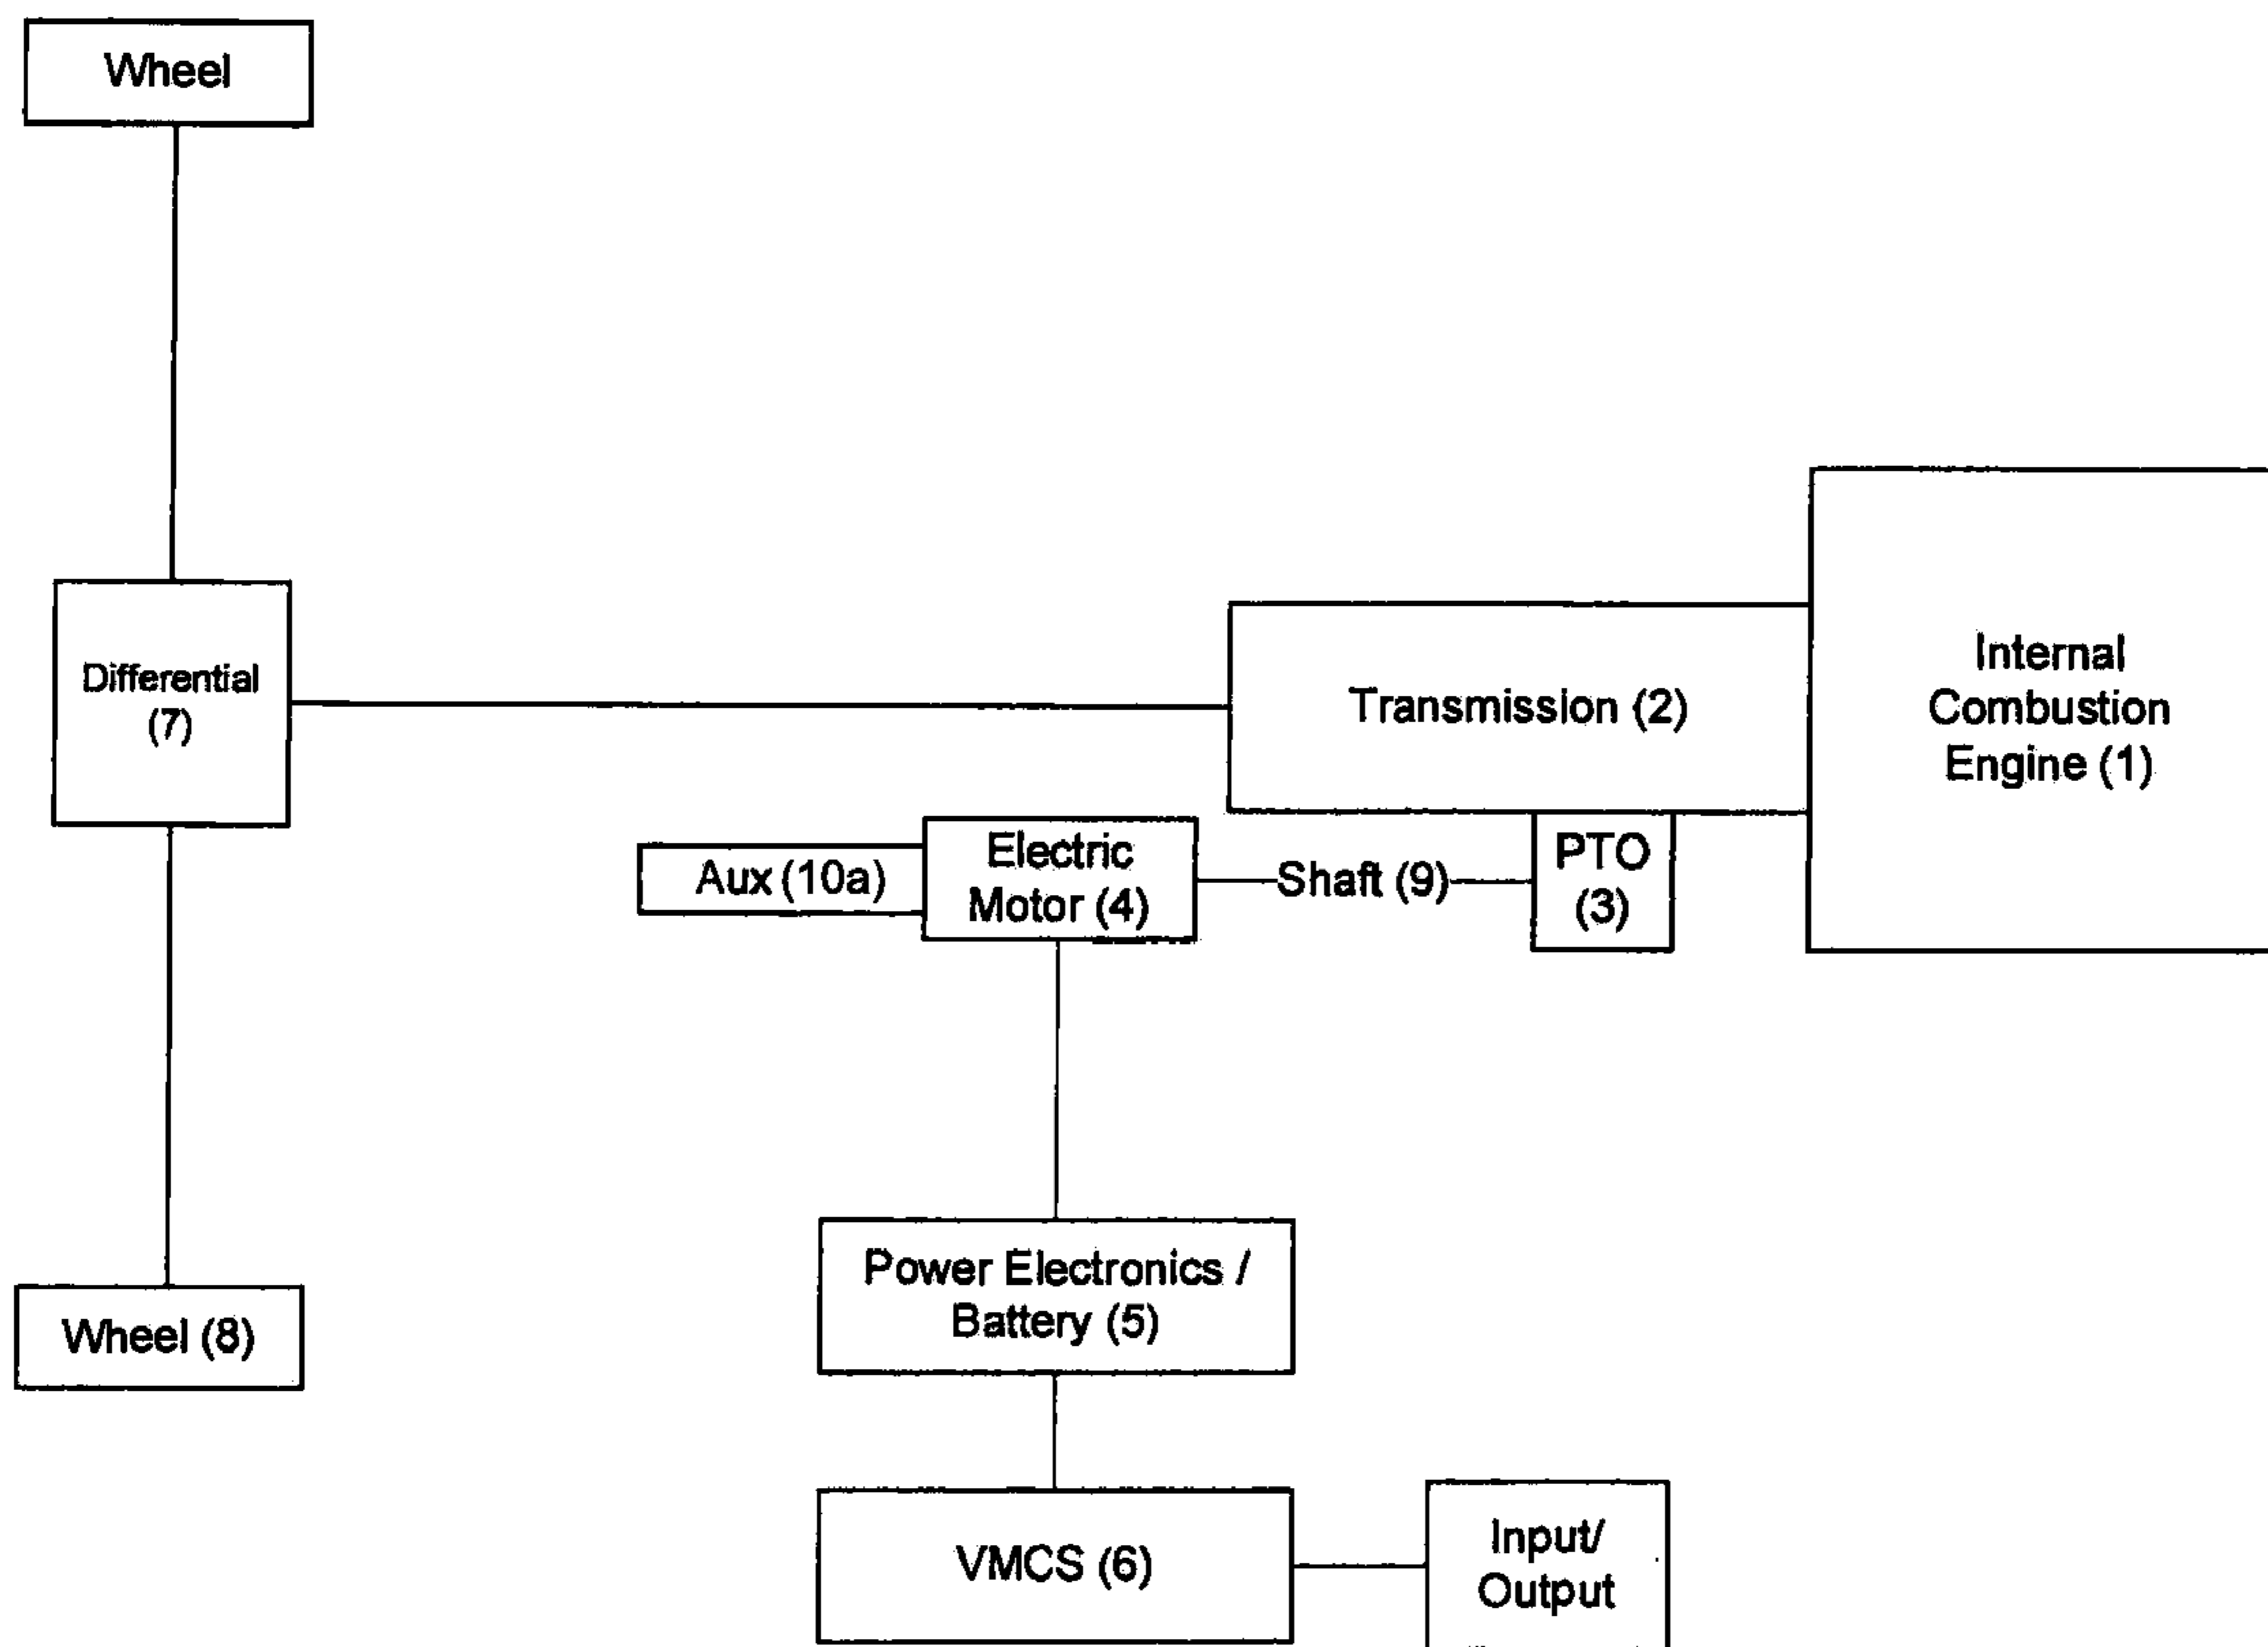 Wheel
Internal
Combustion
Engine (1)
Differential
(7)
Transmission (2)
Electric
Motor (4)
Aux (10a)
Shaft (9)
PTO
(3)
Power Electronics /
Battery (5)
Wheel (8)
VMCS (6)
Input/
Output